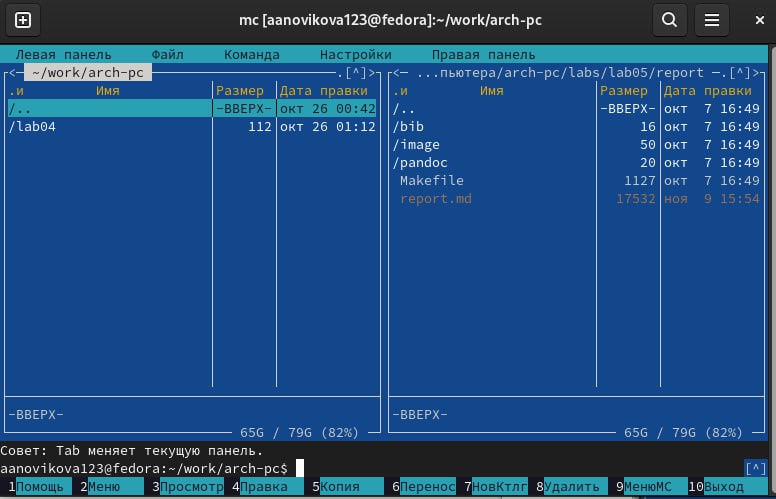 mc [aanovikova123@fedora]:~/work/arch-pc
Левая панель Файл Команда Настройки Правая панель
<─ ~/work/arch-pc .[^]> <─ ...пьютера/arch-pc/labs/lab05/report ─.[^]>
.и Имя Размер Дата правки .и Имя Размер Дата правки
/.. -ВВЕРХ- окт 26 00:42 /.. -ВВЕРХ- окт 7 16:49
/lab04 112 окт 26 01:12 /bib 16 окт 7 16:49
/image 50 окт 7 16:49
/pandoc 20 окт 7 16:49
Makefile 1127 окт 7 16:49
report.md 17532 ноя 9 15:54
-ВВЕРХ- -ВВЕРХ-
65G / 79G (82%) 65G / 79G (82%)
Совет: Tab меняет текущую панель.
aanovikova123@fedora:~/work/arch-pc$ [^]
1Помощь 2Меню 3Просмотр 4Правка 5Копия 6Перенос 7НовКтлг 8Удалить 9МенюМС 10Выход